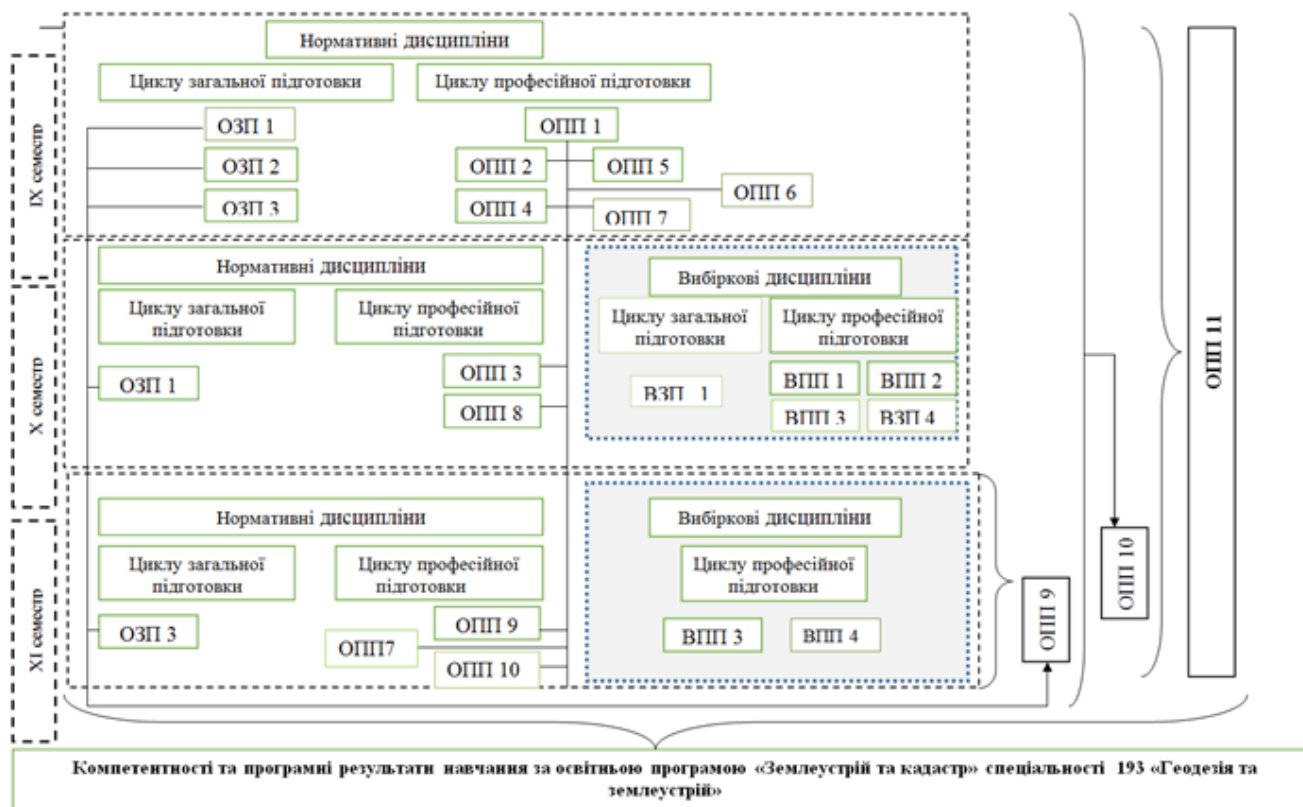 IX семестр
Нормативні дисципліни
Циклу загальної підготовки
Циклу професійної підготовки
ОЗП 1
ОПП 1
ОЗП 2
ОПП 2
ОПП 5
ОПП 6
ОЗП 3
ОПП 4
ОПП 7
X семестр
Нормативні дисципліни
Вибіркові дисципліни
Циклу загальної
підготовки
Циклу професійної
підготовки
Циклу загальної
підготовки
Циклу професійної
підготовки
ОПП 3
ОЗП 1
ОПП 8
ВЗП 1
ВПП 1
ВПП 2
ВПП 3
ВЗП 4
XI семестр
Нормативні дисципліни
Вибіркові дисципліни
Циклу загальної
підготовки
Циклу професійної
підготовки
Циклу професійної
підготовки
ОЗП 3
ОПП 9
ОПП7
ОПП 10
ВПП 3
ВПП 4
ОПП 9
ОПП 10
ОПП 11
Компетентності та програмні результати навчання за освітньою програмою «Землеустрій та кадастр» спеціальності 193 «Геодезія та
землеустрій»